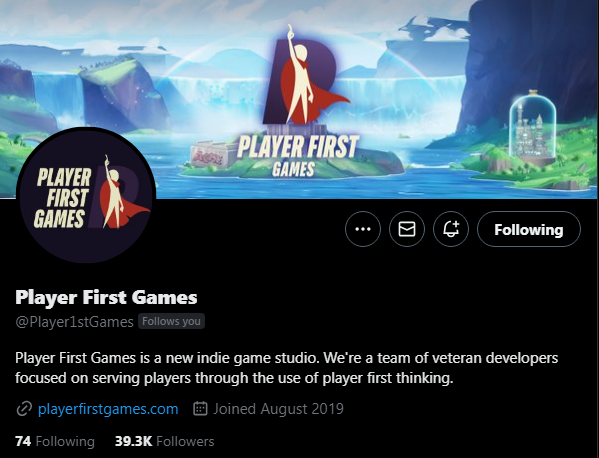 PLAYER FIRST
GAMES
PLAYER
FIRST
GAMES
Following
Player First Games
@Player1stGames Follows you
Player First Games is a new indie game studio. We're a team of veteran developers
focused on serving players through the use of player first thinking.
playerfirstgames.com Joined August 2019
74 Following 39.3K Followers